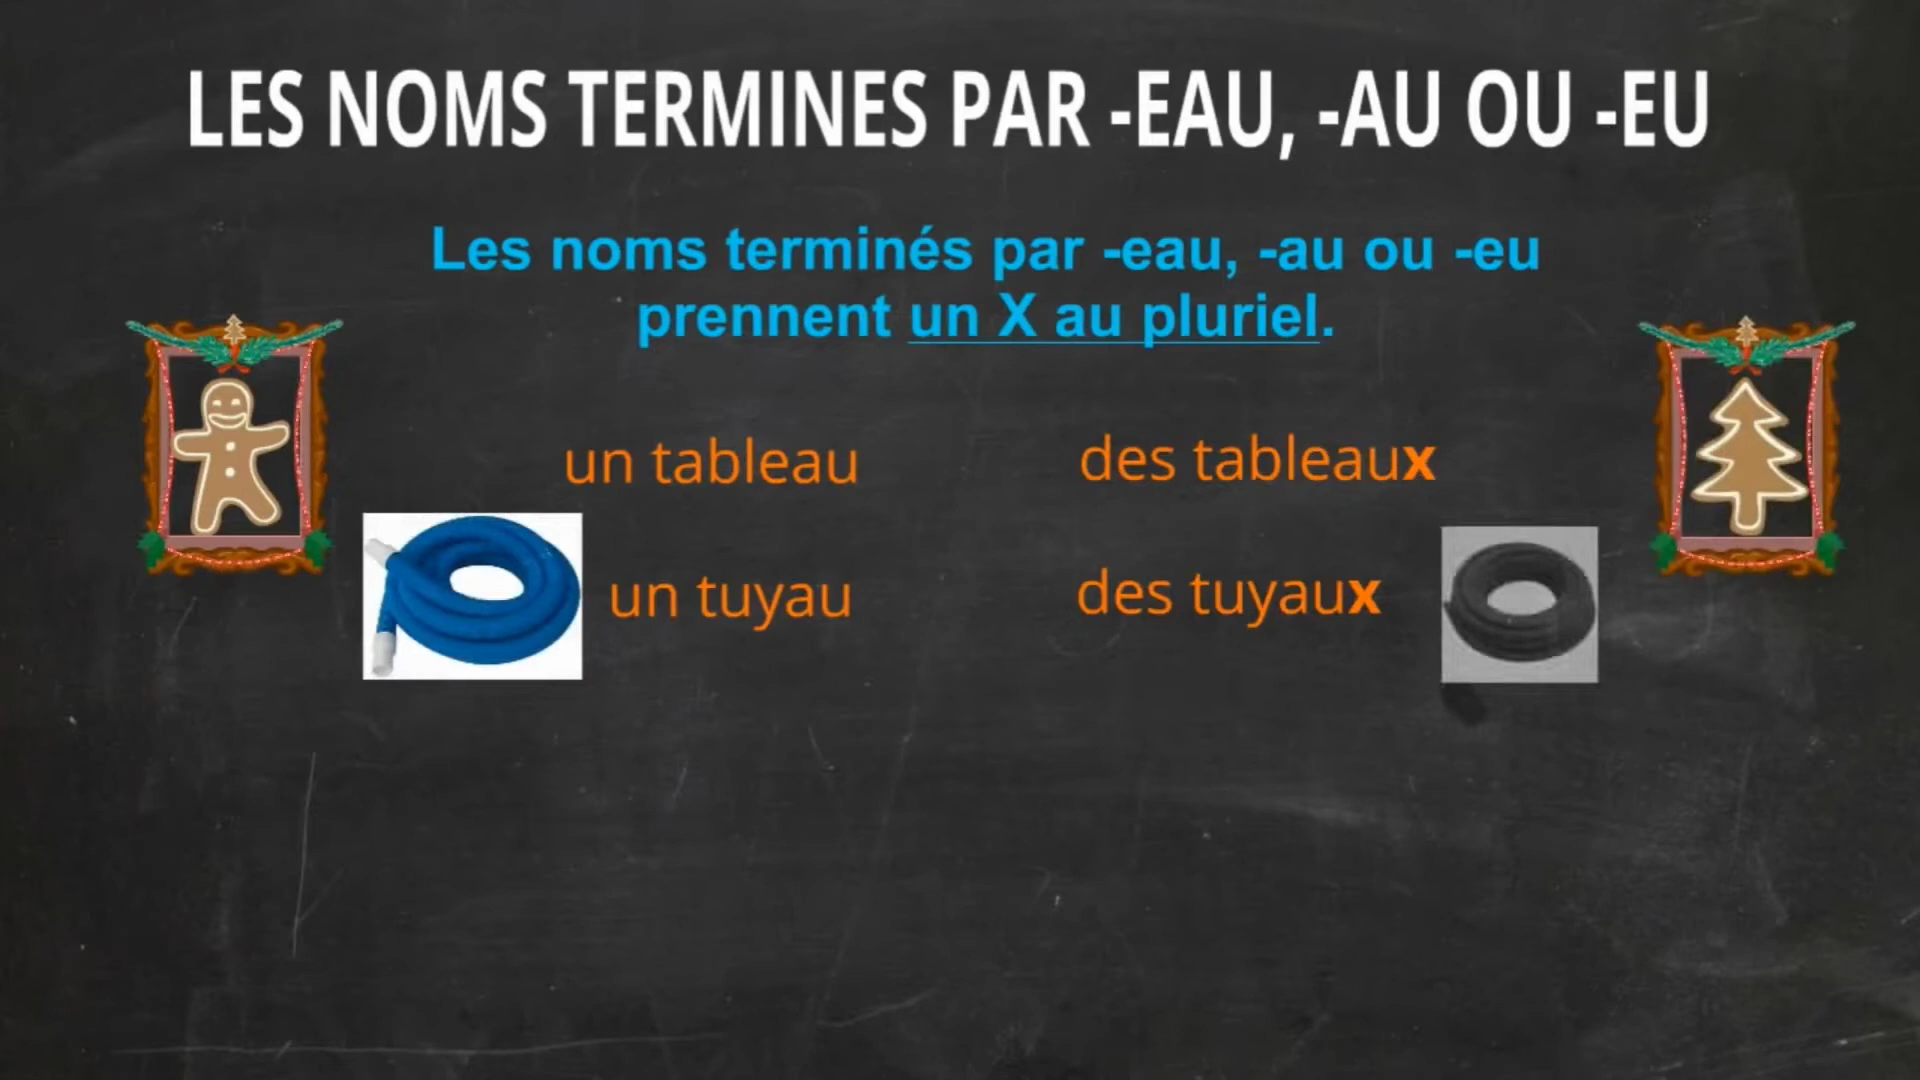 LES NOMS TERMINES PAR -EAU, -AU OU -EU
Les noms terminés par -eau, -au ou -eu
prennent un X au pluriel.
un tableau
des tableaux
un tuyau
des tuyaux